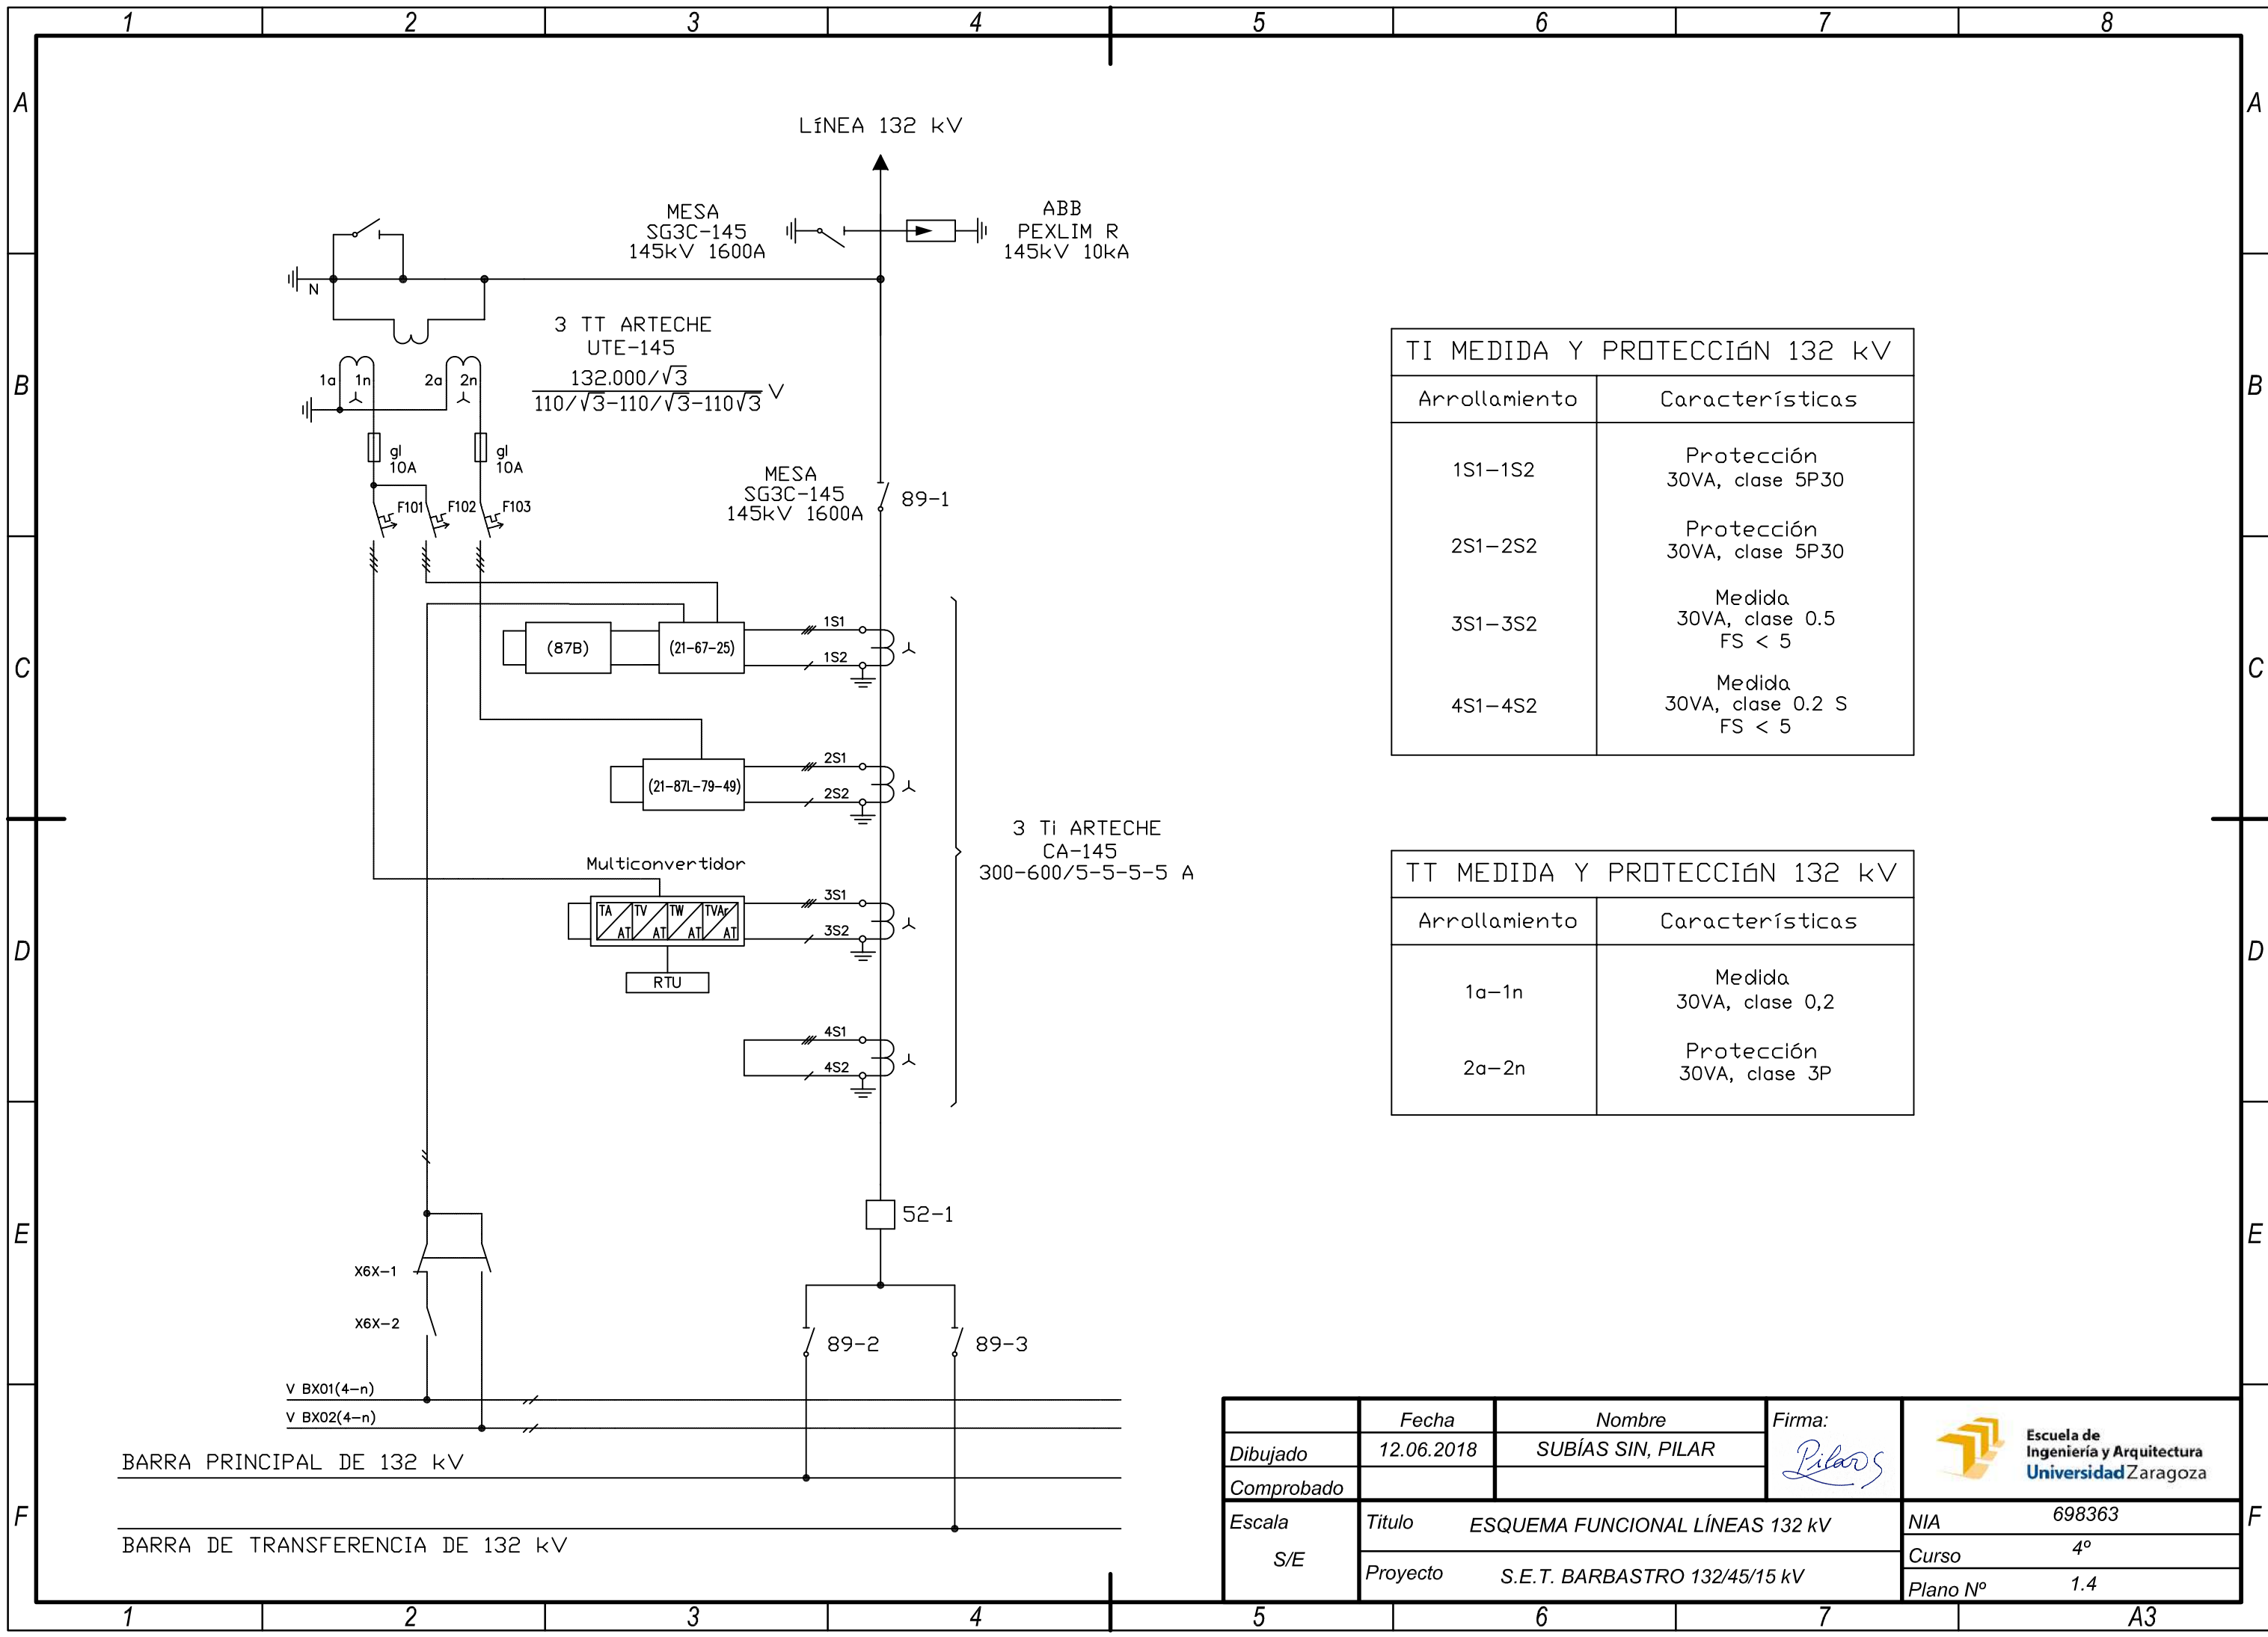 1 2 3 4 5 6 7 8
A A
B B
C C
D D
E E
F F
LíNEA 132 kV
MESA
SG3C-145
145kV 1600A
ABB
PEXLIM R
145kV 10kA
N
3 TT ARTECHE
UTE-145
132.000/√3
110/√3-110/√3-110√3 V
1a 1n 2a 2n
gl
10A
gl
10A
F101 F102 F103
MESA
SG3C-145
145kV 1600A
89-1
(87B)
(21-67-25)
1S1
1S2
(21-87L-79-49)
2S1
2S2
3 Ti ARTECHE
CA-145
300-600/5-5-5-5 A
Multiconvertidor
TA TV TW TVAr
AT AT AT AT
3S1
3S2
RTU
4S1
4S2
52-1
X6X-1
X6X-2
89-2
89-3
V BX01(4-n)
V BX02(4-n)
BARRA PRINCIPAL DE 132 kV
BARRA DE TRANSFERENCIA DE 132 kV
TI MEDIDA Y PROTECCIóN 132 kV
Arrollamiento Características
1S1-1S2
Protección
30VA, clase 5P30
2S1-2S2
Protección
30VA, clase 5P30
3S1-3S2
Medida
30VA, clase 0.5
FS < 5
4S1-4S2
Medida
30VA, clase 0.2 S
FS < 5
TT MEDIDA Y PROTECCIóN 132 kV
Arrollamiento Características
1a-1n
Medida
30VA, clase 0,2
2a-2n
Protección
30VA, clase 3P
Fecha Nombre Firma:
Dibujado 12.06.2018 SUBÍAS SIN, PILAR
Pilar S
Comprobado
Escuela de
Ingeniería y Arquitectura
Universidad Zaragoza
Escala
S/E
Titulo ESQUEMA FUNCIONAL LÍNEAS 132 kV
Proyecto S.E.T. BARBASTRO 132/45/15 kV
NIA 698363
Curso 4º
Plano Nº 1.4
1 2 3 4 5 6 7 A3